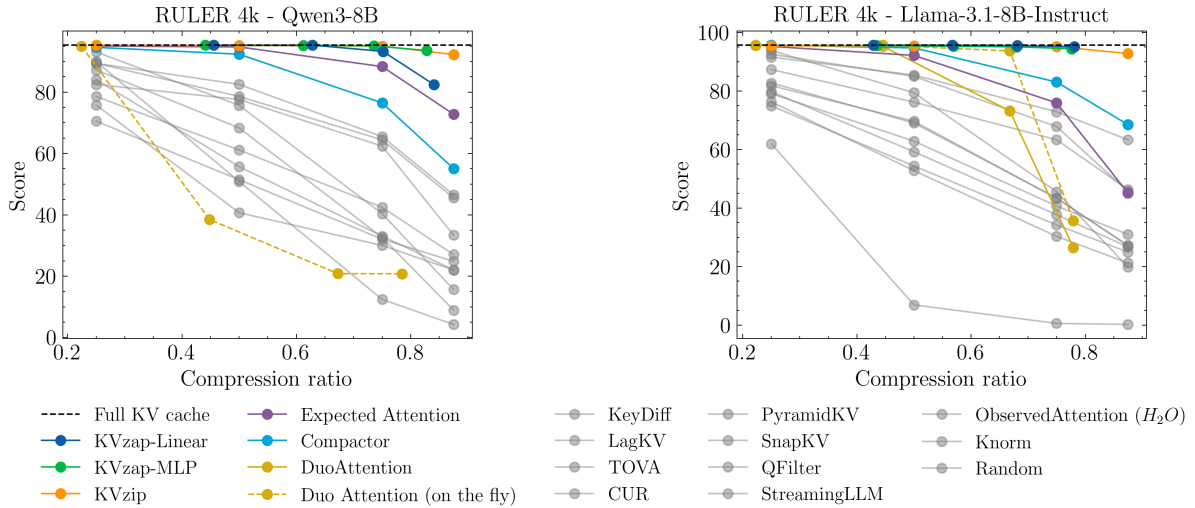 RULER 4k - Qwen3-8B
Score
80
60
40
20
0
0.2 0.4 0.6 0.8
Compression ratio
RULER 4k - Llama-3.1-8B-Instruct
Score
100
80
60
40
20
0
0.2 0.4 0.6 0.8
Compression ratio
Full KV cache
KVzap-Linear
KVzap-MLP
KVzip
Expected Attention
Compactor
DuoAttention
Duo Attention (on the fly)
KeyDiff
LagKV
TOVA
CUR
PyramidKV
SnapKV
QFilter
StreamingLLM
ObservedAttention (H₂O)
Knorm
Random